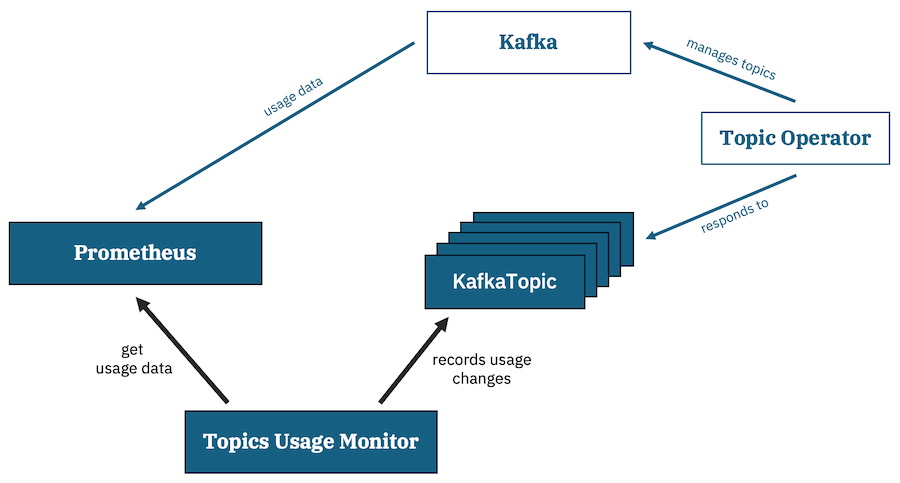 Kafka
manages topics
usage data
Topic Operator
responds to
Prometheus
KafkaTopic
get
usage data
records usage
changes
Topics Usage Monitor